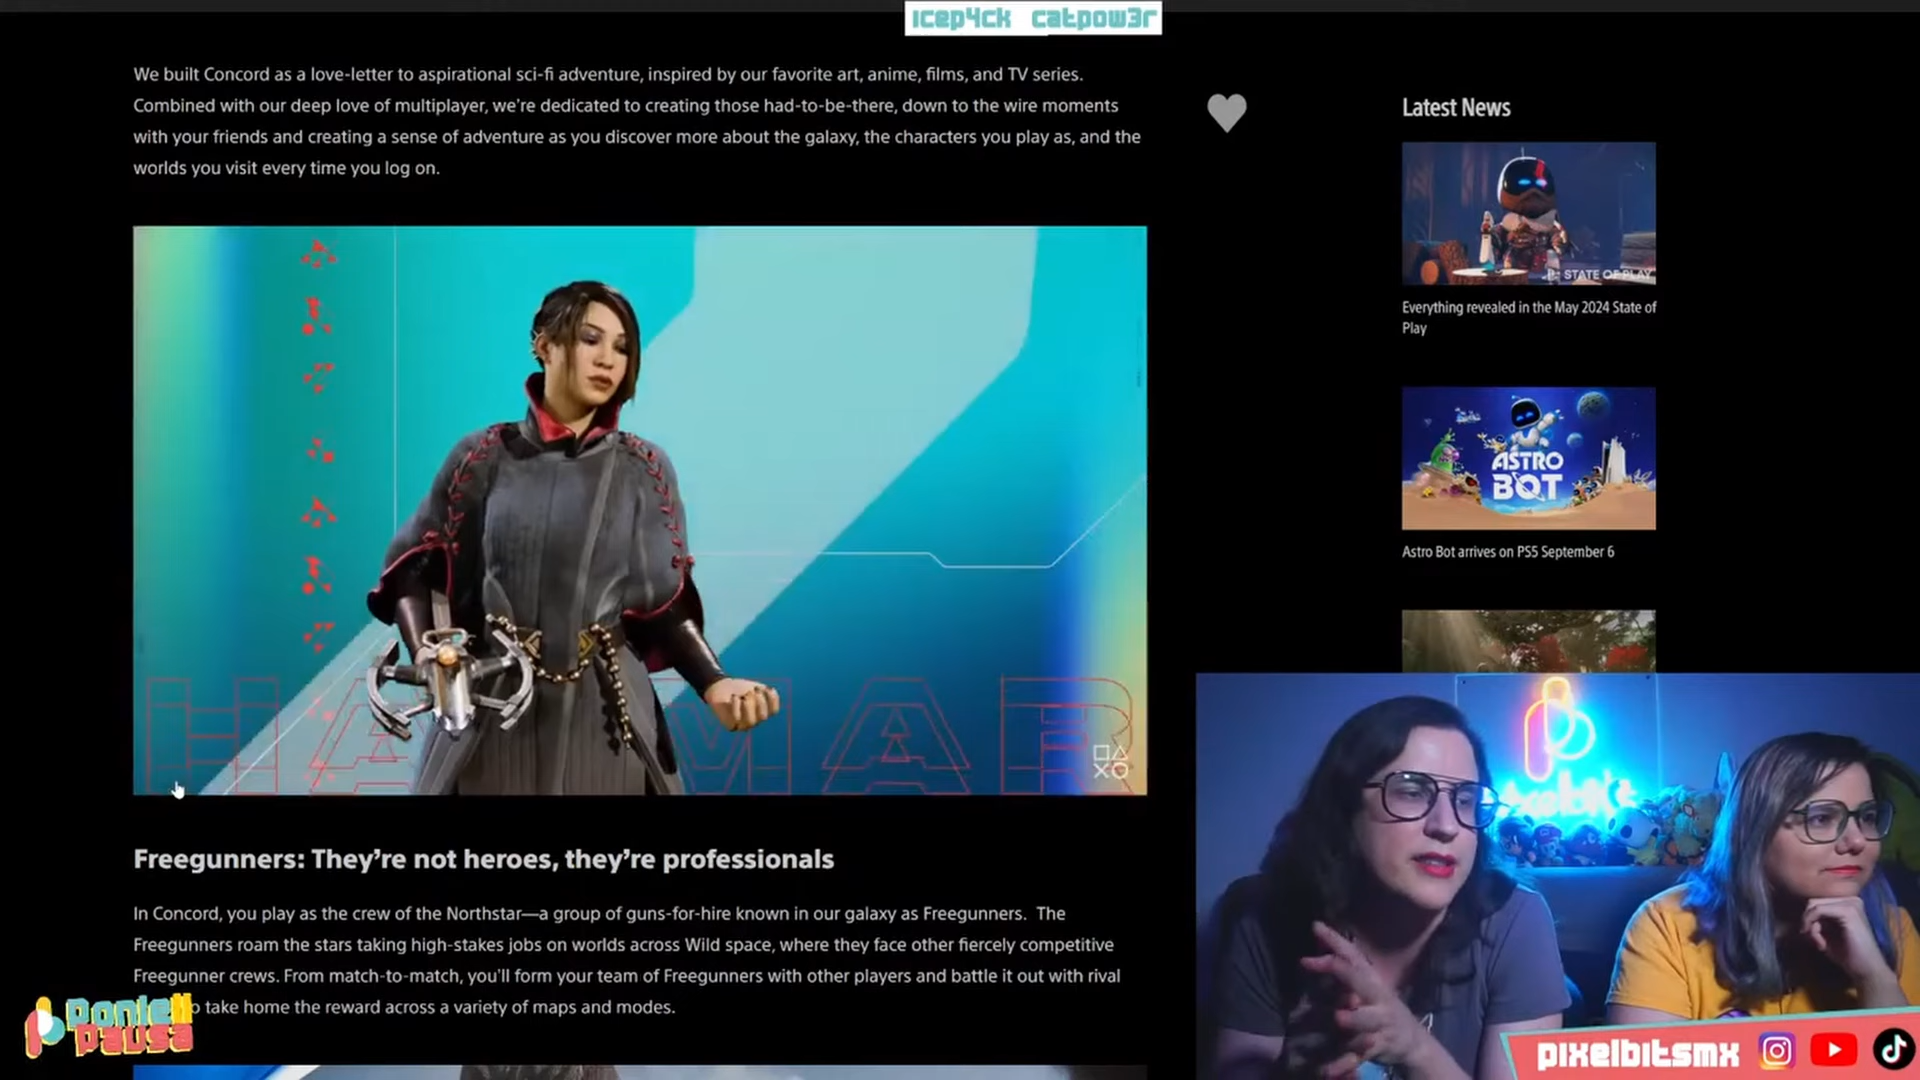 icep4ck catpow3r
We built Concord as a love-letter to aspirational sci-fi adventure, inspired by our favorite art, anime, films, and TV series.
Combined with our deep love of multiplayer, we're dedicated to creating those had-to-be-there, down to the wire moments
with your friends and creating a sense of adventure as you discover more about the galaxy, the characters you play as, and the
worlds you visit every time you log on.
HAYMAR
Freegunners: They're not heroes, they're professionals
In Concord, you play as the crew of the Northstar—a group of guns-for-hire known in our galaxy as Freegunners. The
Freegunners roam the stars taking high-stakes jobs on worlds across Wild space, where they face other fiercely competitive
Freegunner crews. From match-to-match, you'll form your team of Freegunners with other players and battle it out with rival
take home the reward across a variety of maps and modes.
Latest News
STATE OF PLAY
Everything revealed in the May 2024 State of
Play
ASTRO
BOT
Astro Bot arrives on PS5 September 6
Ponle
Pausa
pixelbitsmx